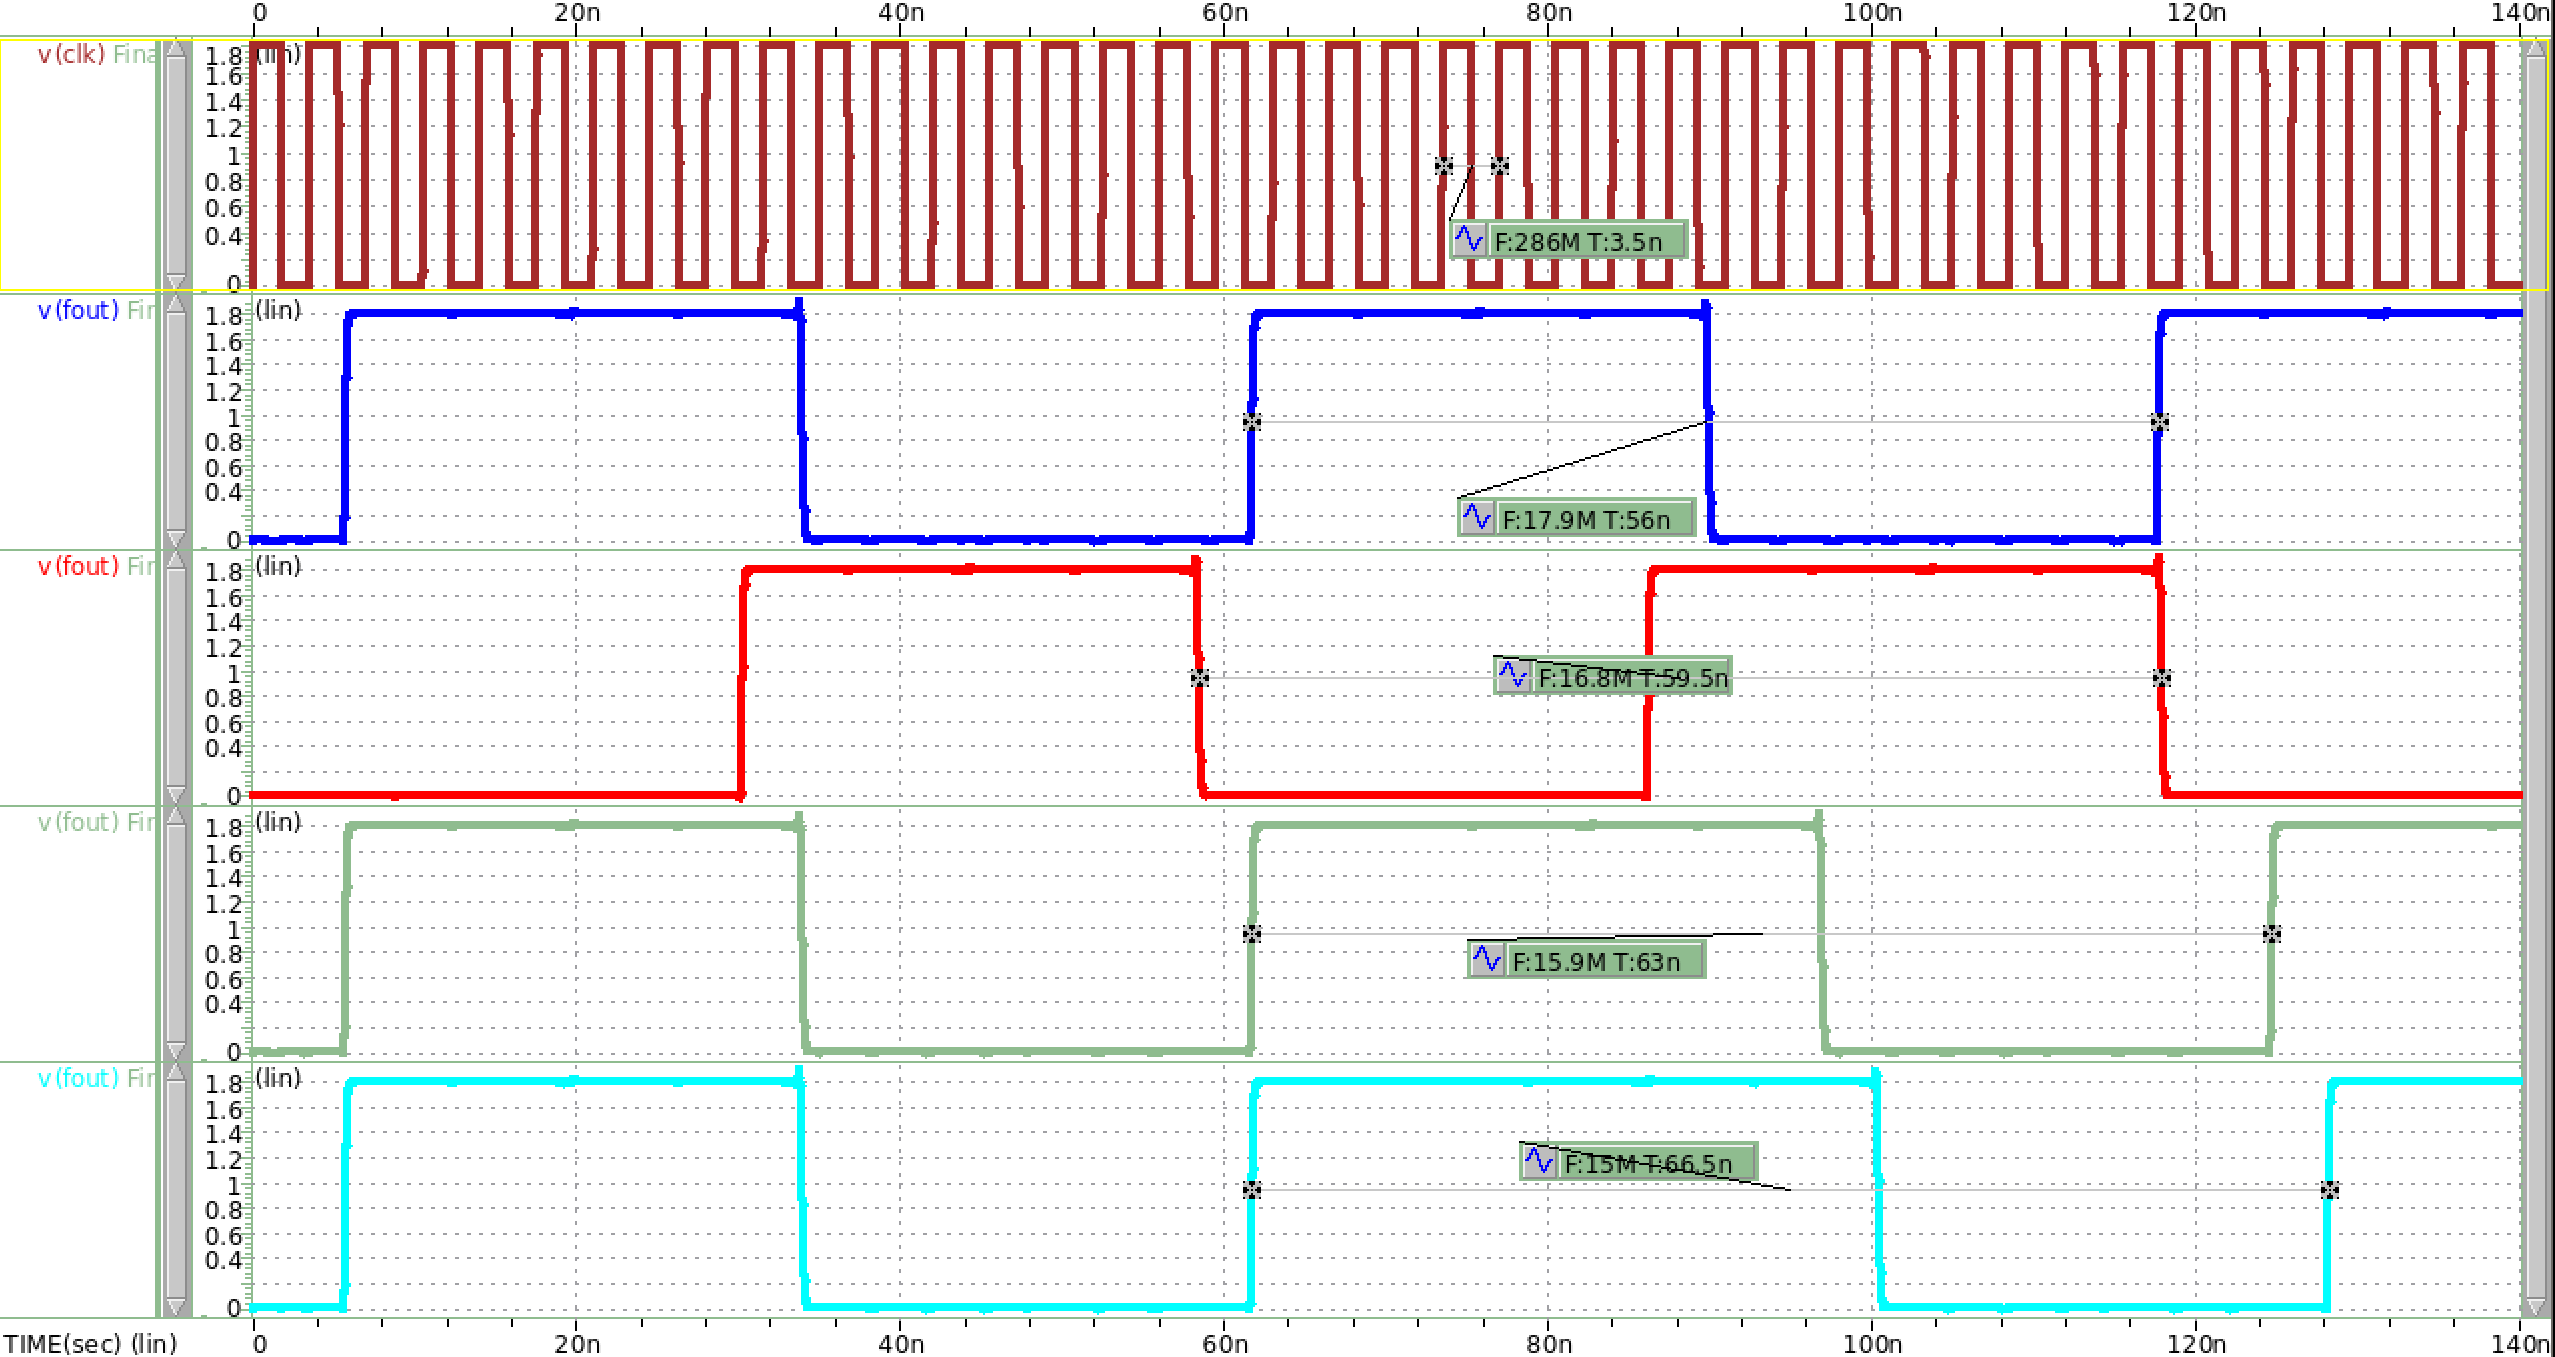 0 20n 40n 60n 80n 100n 120n 140n
v(clk) Fina
(lin)
1.8
1.6
1.4
1.2
1
0.8
0.6
0.4
0
F:286M T:3.5n
v(fout) Fin
(lin)
1.8
1.6
1.4
1.2
1
0.8
0.6
0.4
0
F:17.9M T:56n
v(fout) Fin
(lin)
1.8
1.6
1.4
1.2
1
0.8
0.6
0.4
0
F:16.8M T:59.5n
v(fout) Fin
(lin)
1.8
1.6
1.4
1.2
1
0.8
0.6
0.4
0
F:15.9M T:63n
v(fout) Fin
(lin)
1.8
1.6
1.4
1.2
1
0.8
0.6
0.4
0
F:15M T:66.5n
TIME(sec) (lin) 0 20n 40n 60n 80n 100n 120n 140n